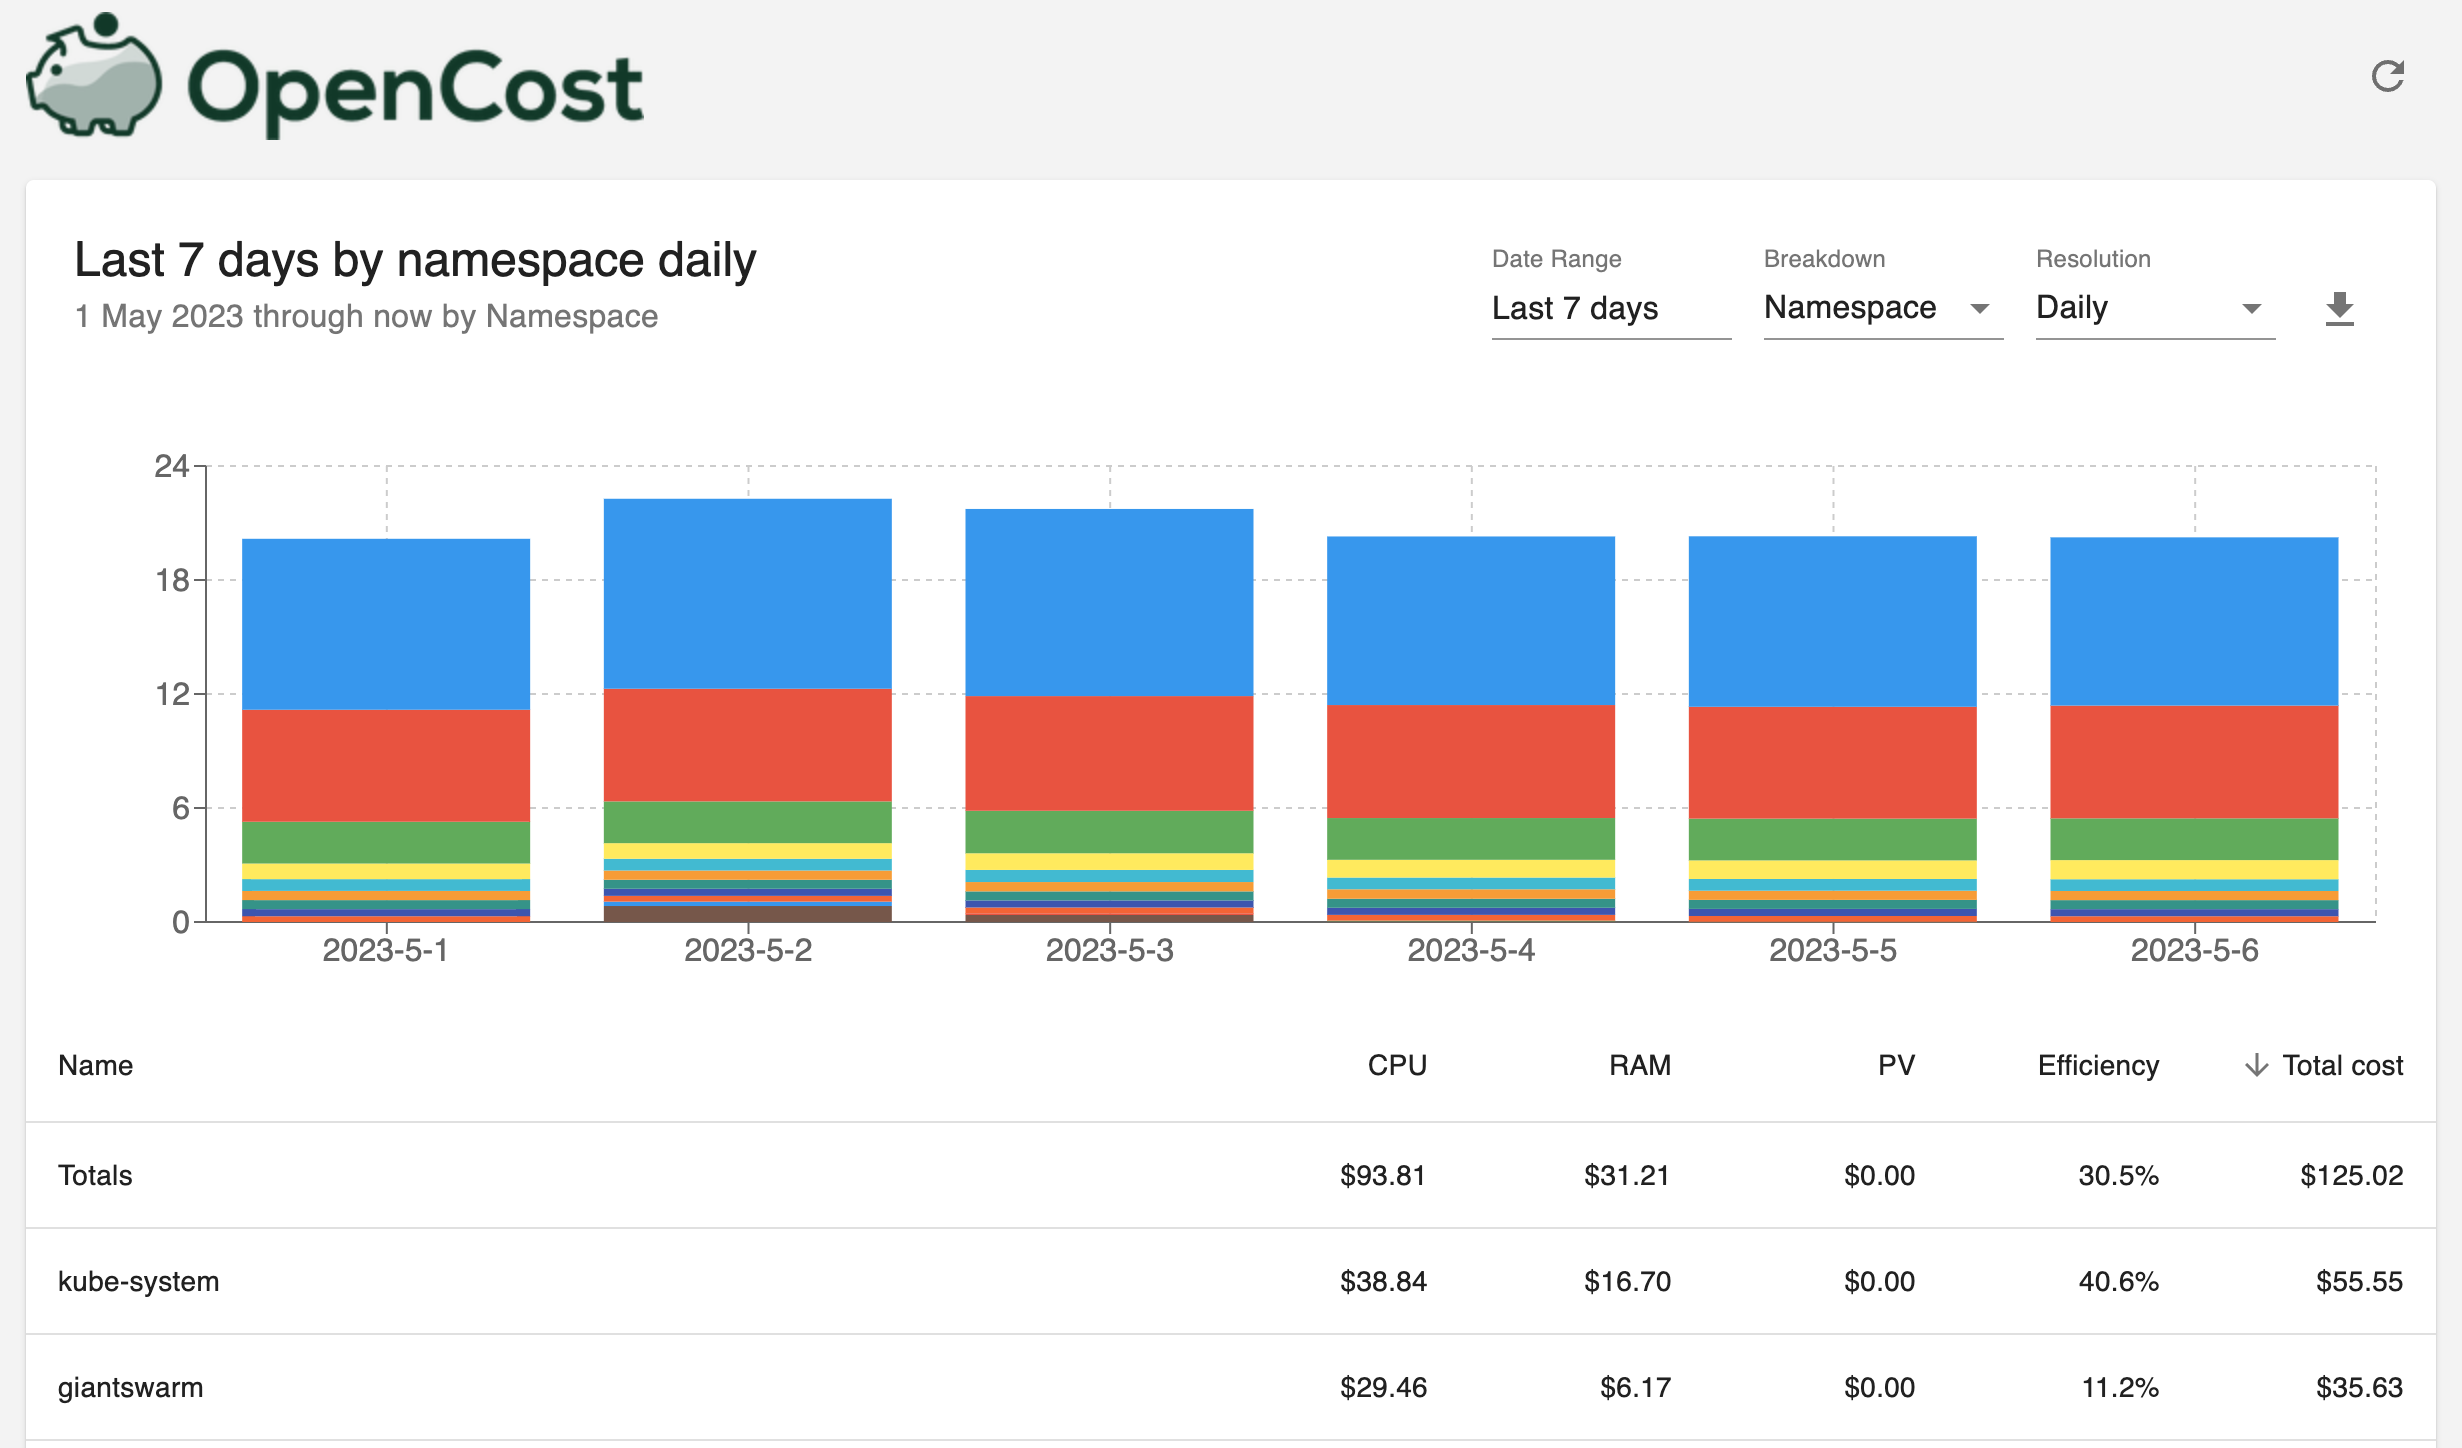 OpenCost
Last 7 days by namespace daily
1 May 2023 through now by Namespace
Date Range
Last 7 days
Breakdown
Namespace
Resolution
Daily
24
18
12
6
0
2023-5-1 2023-5-2 2023-5-3 2023-5-4 2023-5-5 2023-5-6
Name CPU RAM PV Efficiency Total cost
Totals $93.81 $31.21 $0.00 30.5% $125.02
kube-system $38.84 $16.70 $0.00 40.6% $55.55
giantswarm $29.46 $6.17 $0.00 11.2% $35.63